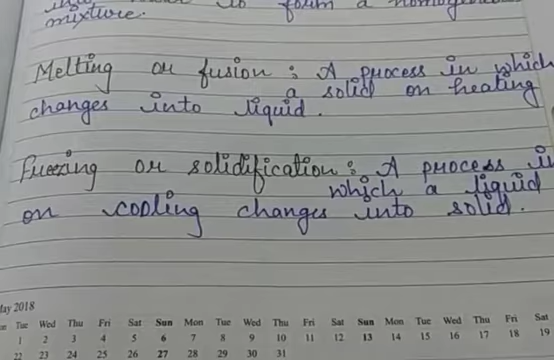 to form a
mixture.
Melting or fusion : A process in which
a solid on heating
changes into liquid.
Freezing or solidification : A process in
which a liquid
on cooling changes into solid.
May 2018
Tue Wed Thu Fri Sat Sun Mon Tue Wed Thu Fri Sat Sun Mon Tue Wed Thu Fri Sat
1 2 3 4 5 6 7 8 9 10 11 12 13 14 15 16 17 18 19
22 23 24 25 26 27 28 29 30 31